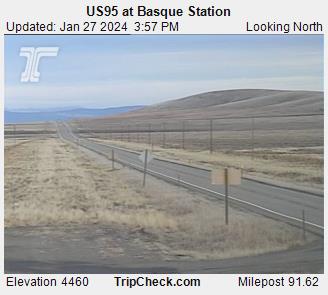 US95 at Basque Station
Updated: Jan 27 2024 3:57 PM Looking North
Elevation 4460 TripCheck.com Milepost 91.62